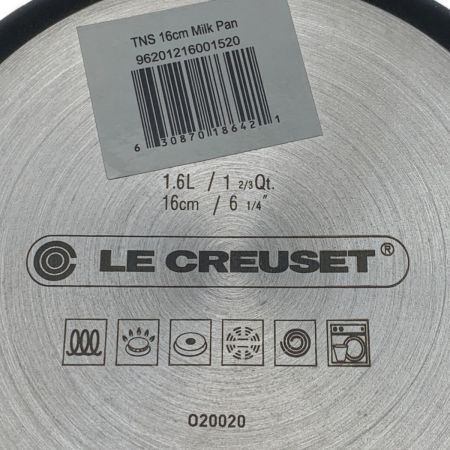 TNS 16cm Milk Pan
96201216001520
6 30870 18642 1
1.6L / 1 2/3 Qt.
16cm / 6 1/4"
LE CREUSET®
020020